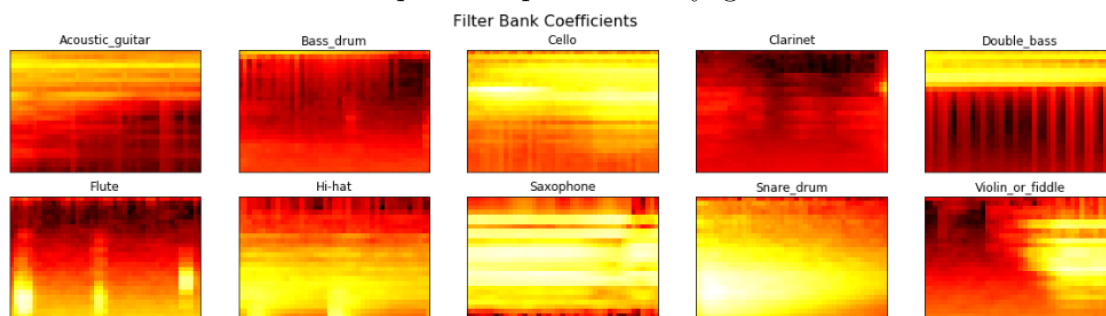 Filter Bank Coefficients
Acoustic_guitar Bass_drum Cello Clarinet Double_bass
Flute Hi-hat Saxophone Snare_drum Violin_or_fiddle